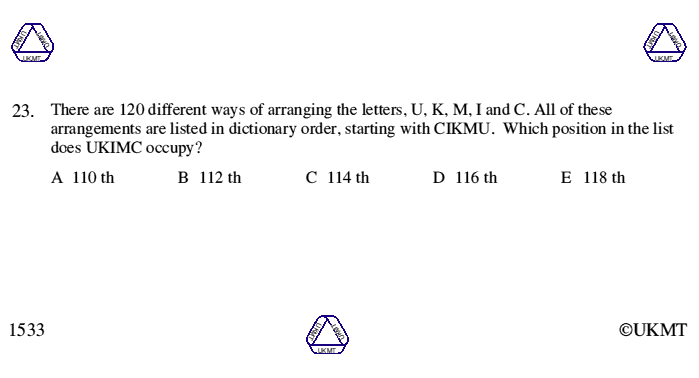 UKMT UKMT UKMT
UKMT UKMT UKMT
23. There are 120 different ways of arranging the letters, U, K, M, I and C. All of these
arrangements are listed in dictionary order, starting with CIKMU. Which position in the list
does UKIMC occupy?
A 110 th B 112 th C 114 th D 116 th E 118 th
1533
UKMT UKMT UKMT
©UKMT